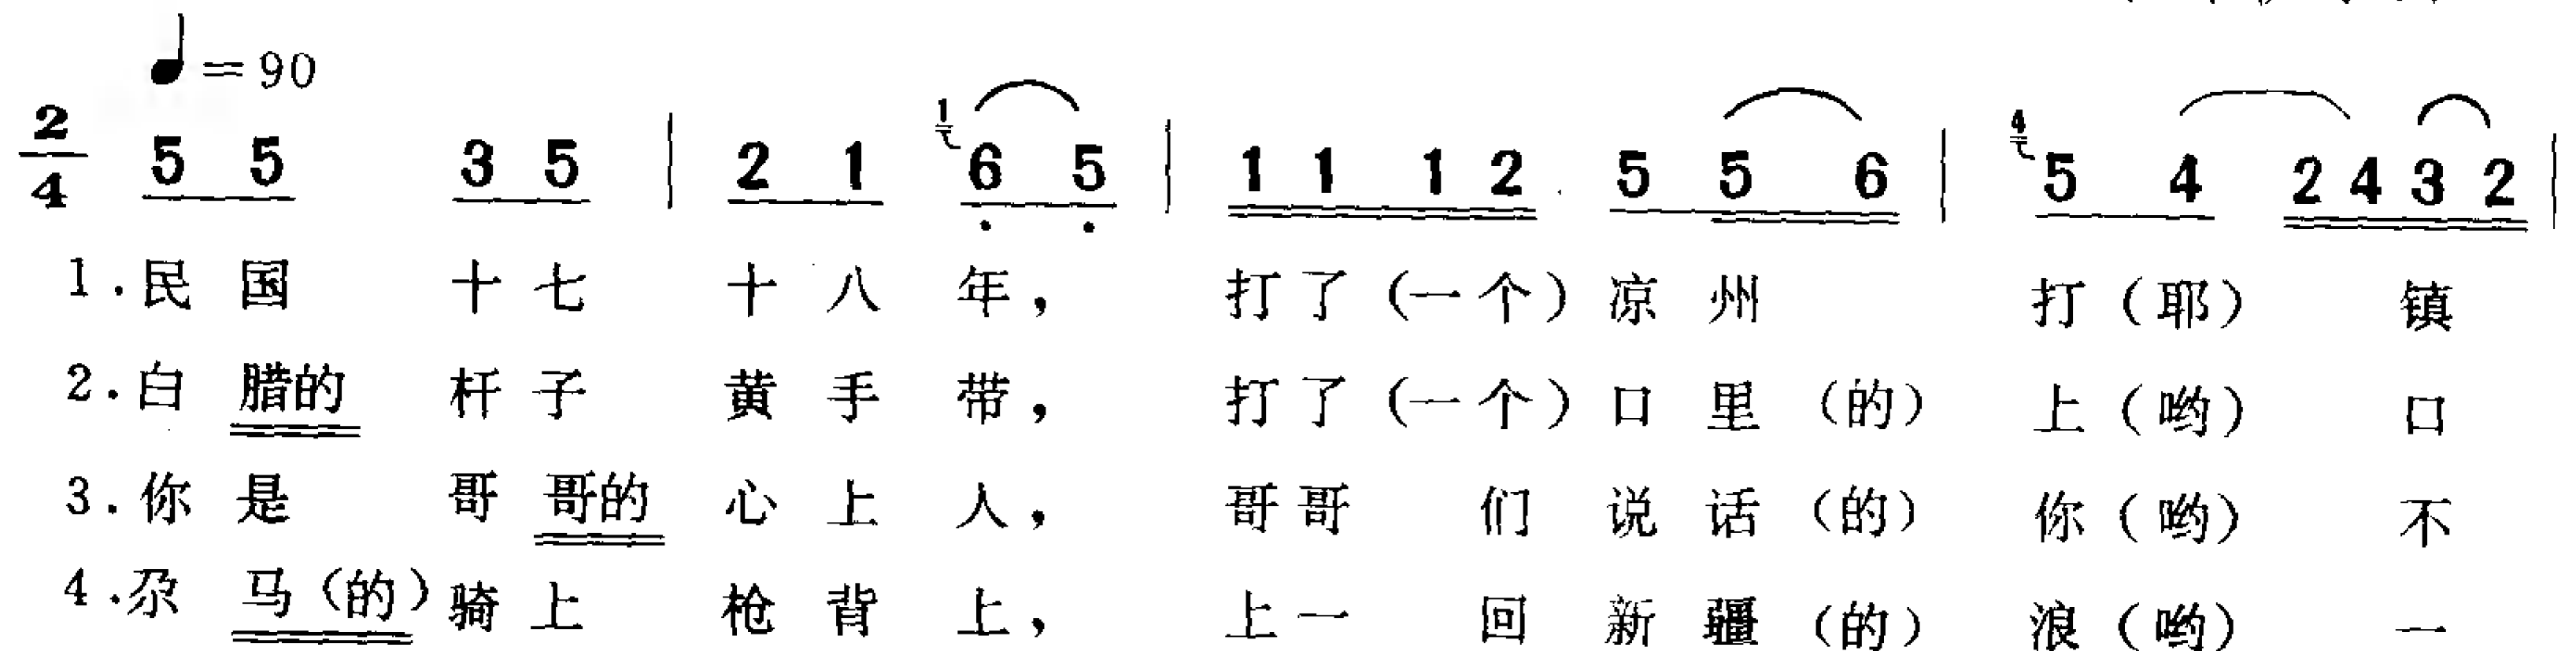 ♩=90
2/4 5 5 3 5 | 2 1 1 6 5 | 1 1 1 2 5 5 6 | 4 5 4 2 4 3 2 |
1.民国 十七 十八年，打了（一个）凉州 打（耶）镇
2.白腊的 杆子 黄手带，打了（一个）口里（的）上（哟）口
3.你是 哥哥的 心上人，哥哥 们说话（的）你（哟）不
4.尕马（的）骑上 枪背上，上一 回新疆（的）浪（哟）一